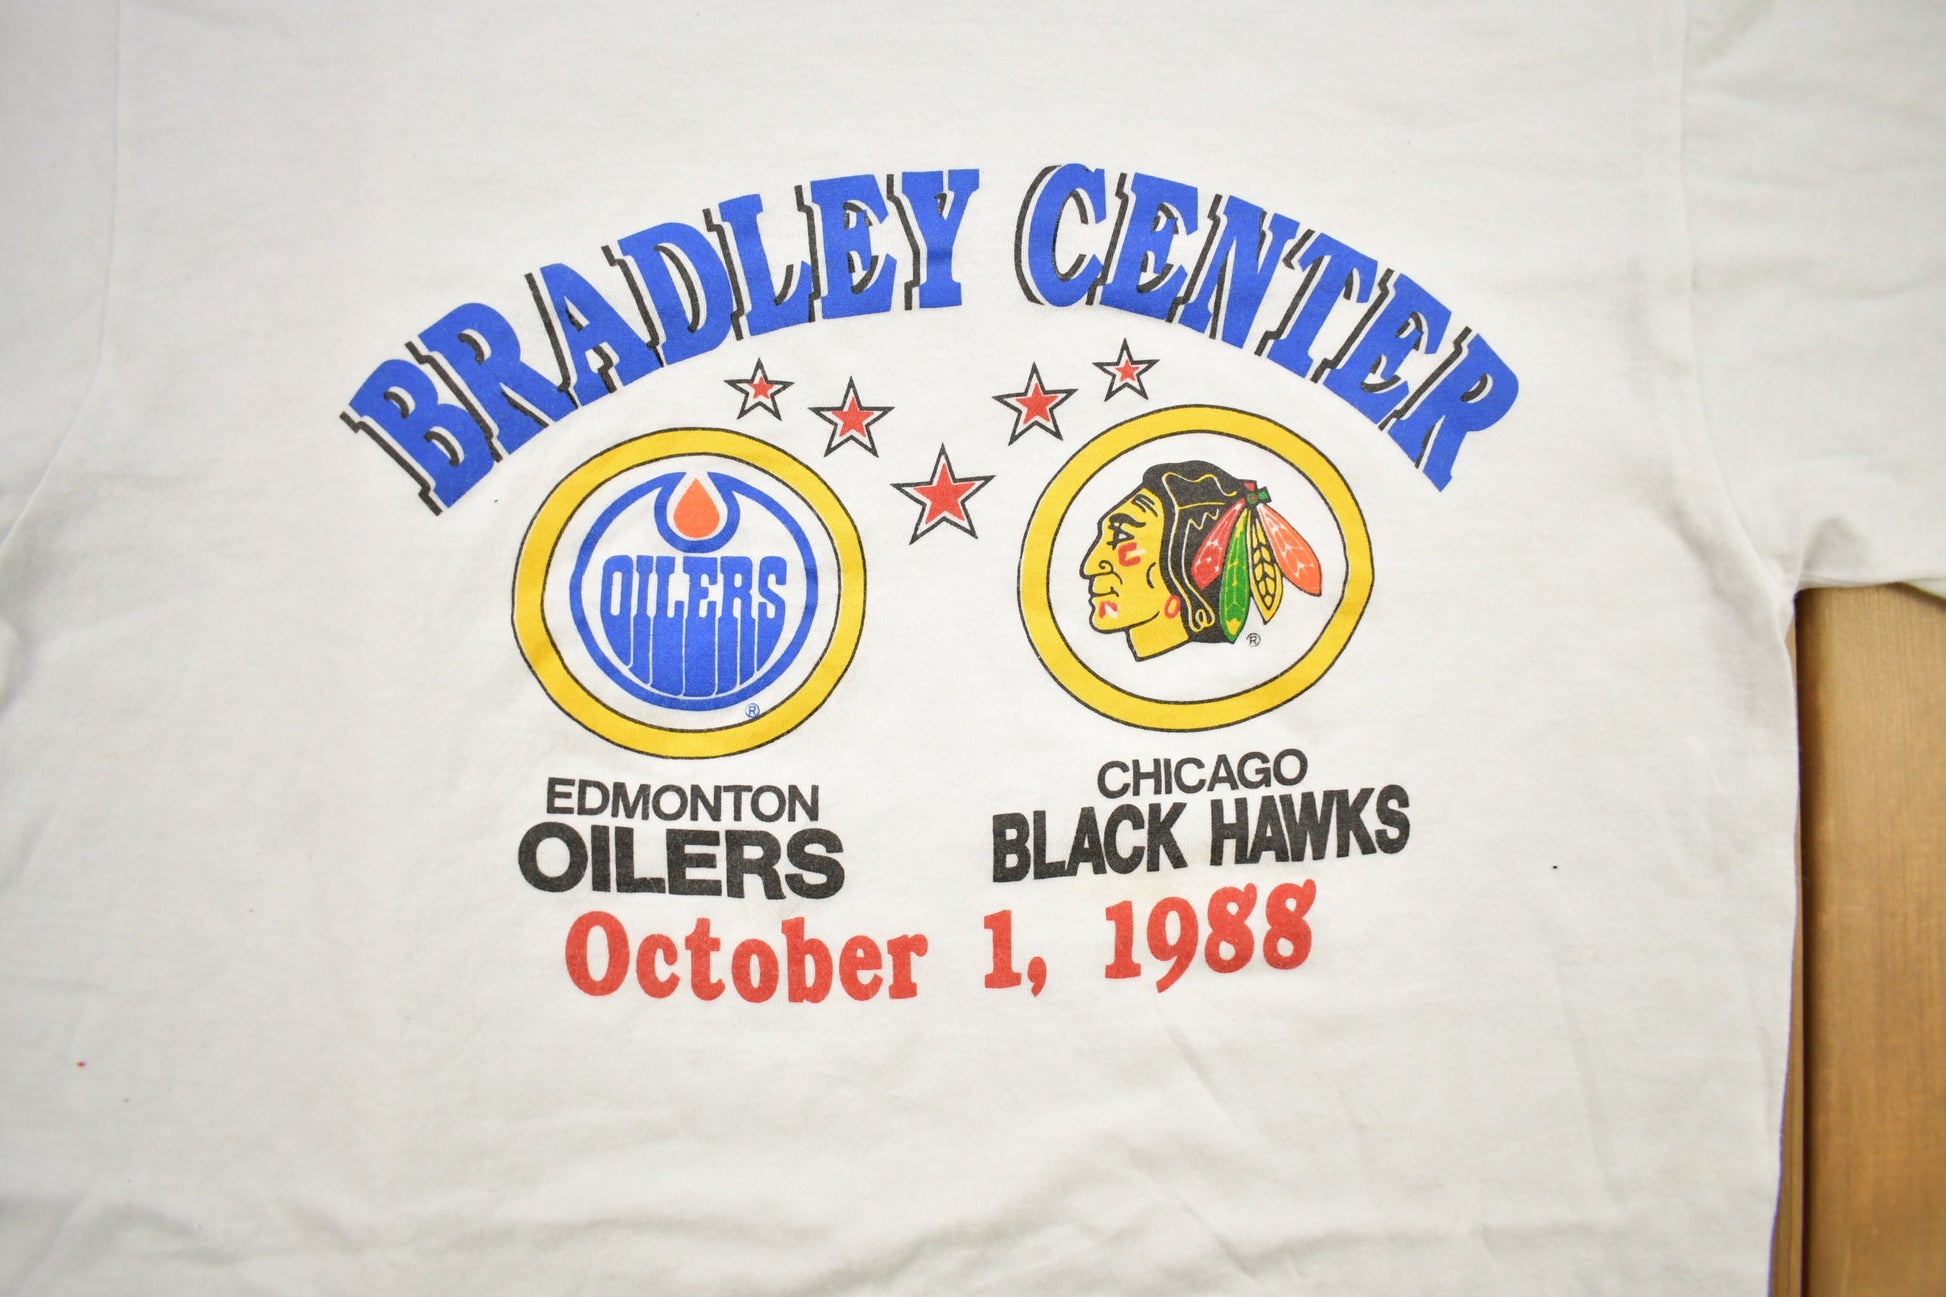 BRADLEY CENTER
OILERS
®
®
EDMONTON
OILERS
CHICAGO
BLACK HAWKS
October 1, 1988